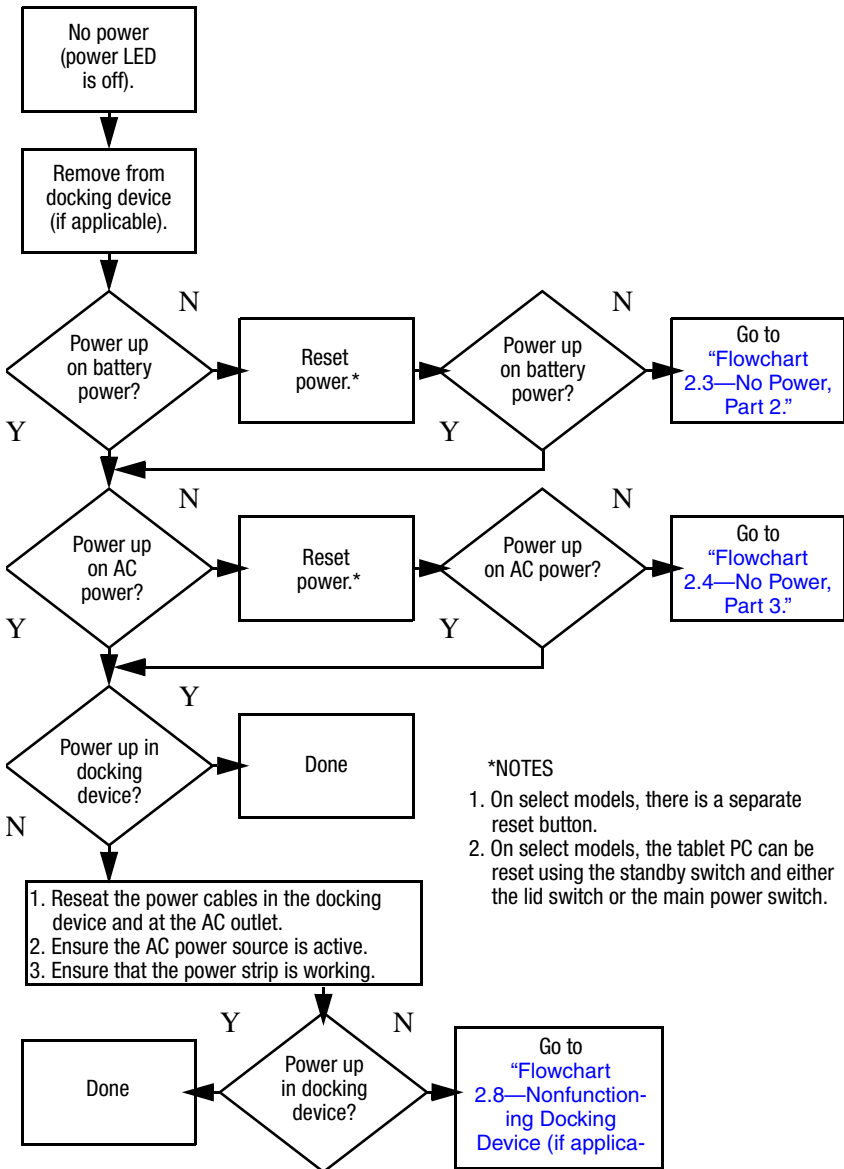 No power
(power LED
is off).
Remove from
docking device
(if applicable).
N
N
Power up
on battery
power?
Reset
power.*
Power up
on battery
power?
Go to
“Flowchart
2.3—No Power,
Part 2.”
Y
Y
N
N
Power up
on AC
power?
Reset
power.*
Power up
on AC power?
Go to
“Flowchart
2.4—No Power,
Part 3.”
Y
Y
Y
Power up in
docking
device?
Done
N
*NOTES
1. On select models, there is a separate
reset button.
2. On select models, the tablet PC can be
reset using the standby switch and either
the lid switch or the main power switch.
1. Reseat the power cables in the docking
device and at the AC outlet.
2. Ensure the AC power source is active.
3. Ensure that the power strip is working.
Y
N
Done
Power up
in docking
device?
Go to
“Flowchart
2.8—Nonfunction-
ing Docking
Device (if applica-